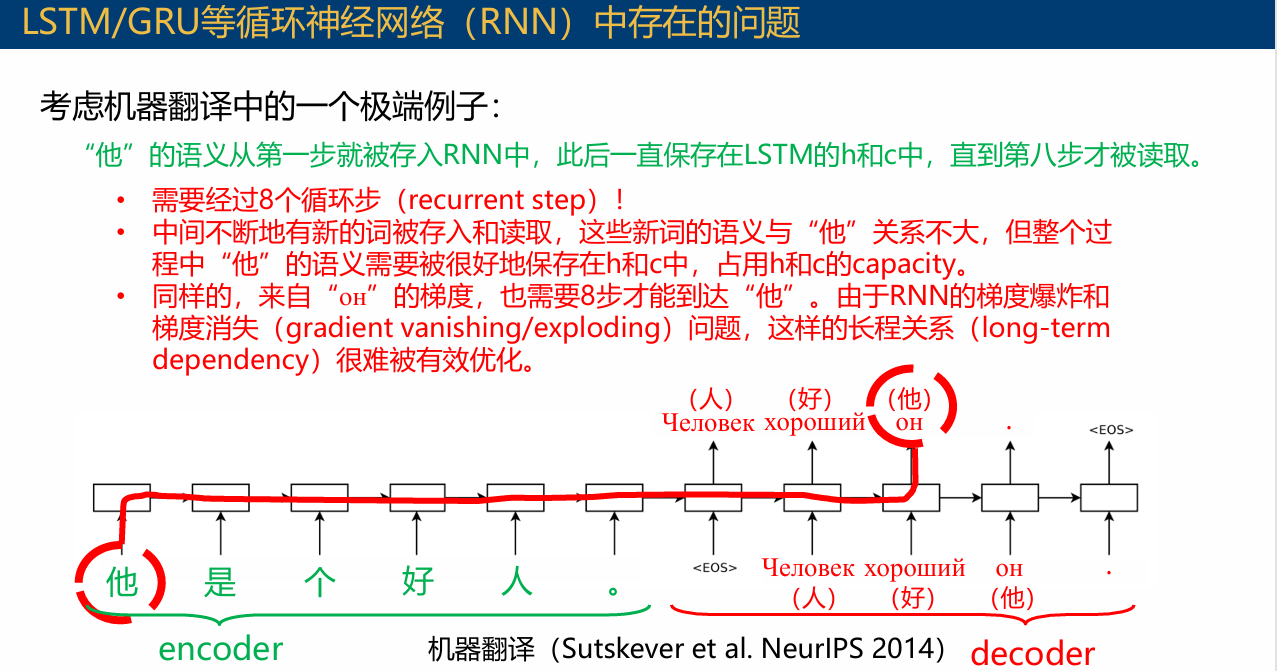 LSTM/GRU等循环神经网络（RNN）中存在的问题
考虑机器翻译中的一个极端例子：
“他”的语义从第一步就被存入RNN中，此后一直保存在LSTM的h和c中，直到第八步才被读取。
• 需要经过8个循环步（recurrent step）！
• 中间不断地有新的词被存入和读取，这些新词的语义与“他”关系不大，但整个过
程中“他”的语义需要被很好地保存在h和c中，占用h和c的capacity。
• 同样的，来自“он”的梯度，也需要8步才能到达“他”。由于RNN的梯度爆炸和
梯度消失（gradient vanishing/exploding）问题，这样的长程关系（long-term
dependency）很难被有效优化。
（人） （好） （他）
Человек хороший он . <EOS>
他 是 个 好 人 。 <EOS> Человек хороший он .
（人） （好） （他）
encoder 机器翻译（Sutskever et al. NeurIPS 2014） decoder